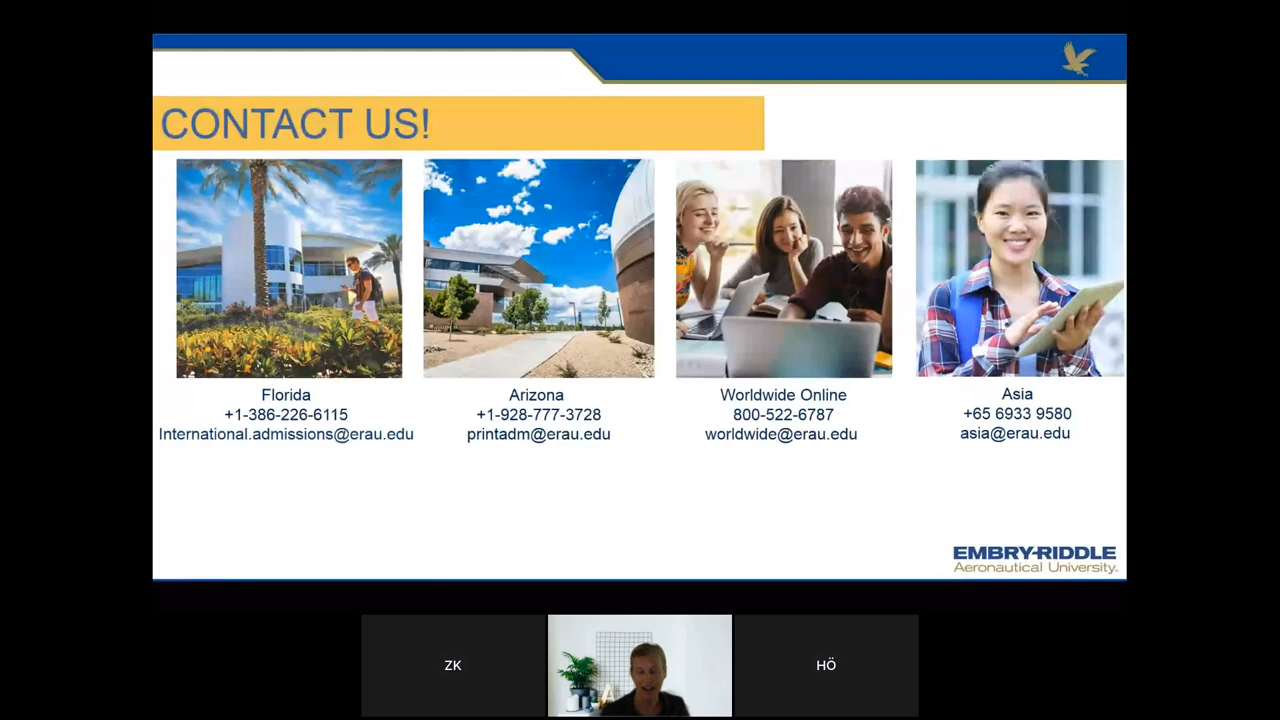 CONTACT US!
Florida
+1-386-226-6115
International.admissions@erau.edu
Arizona
+1-928-777-3728
printadm@erau.edu
Worldwide Online
800-522-6787
worldwide@erau.edu
Asia
+65 6933 9580
asia@erau.edu
EMBRY-RIDDLE
Aeronautical University.
ZK
A
HÖ